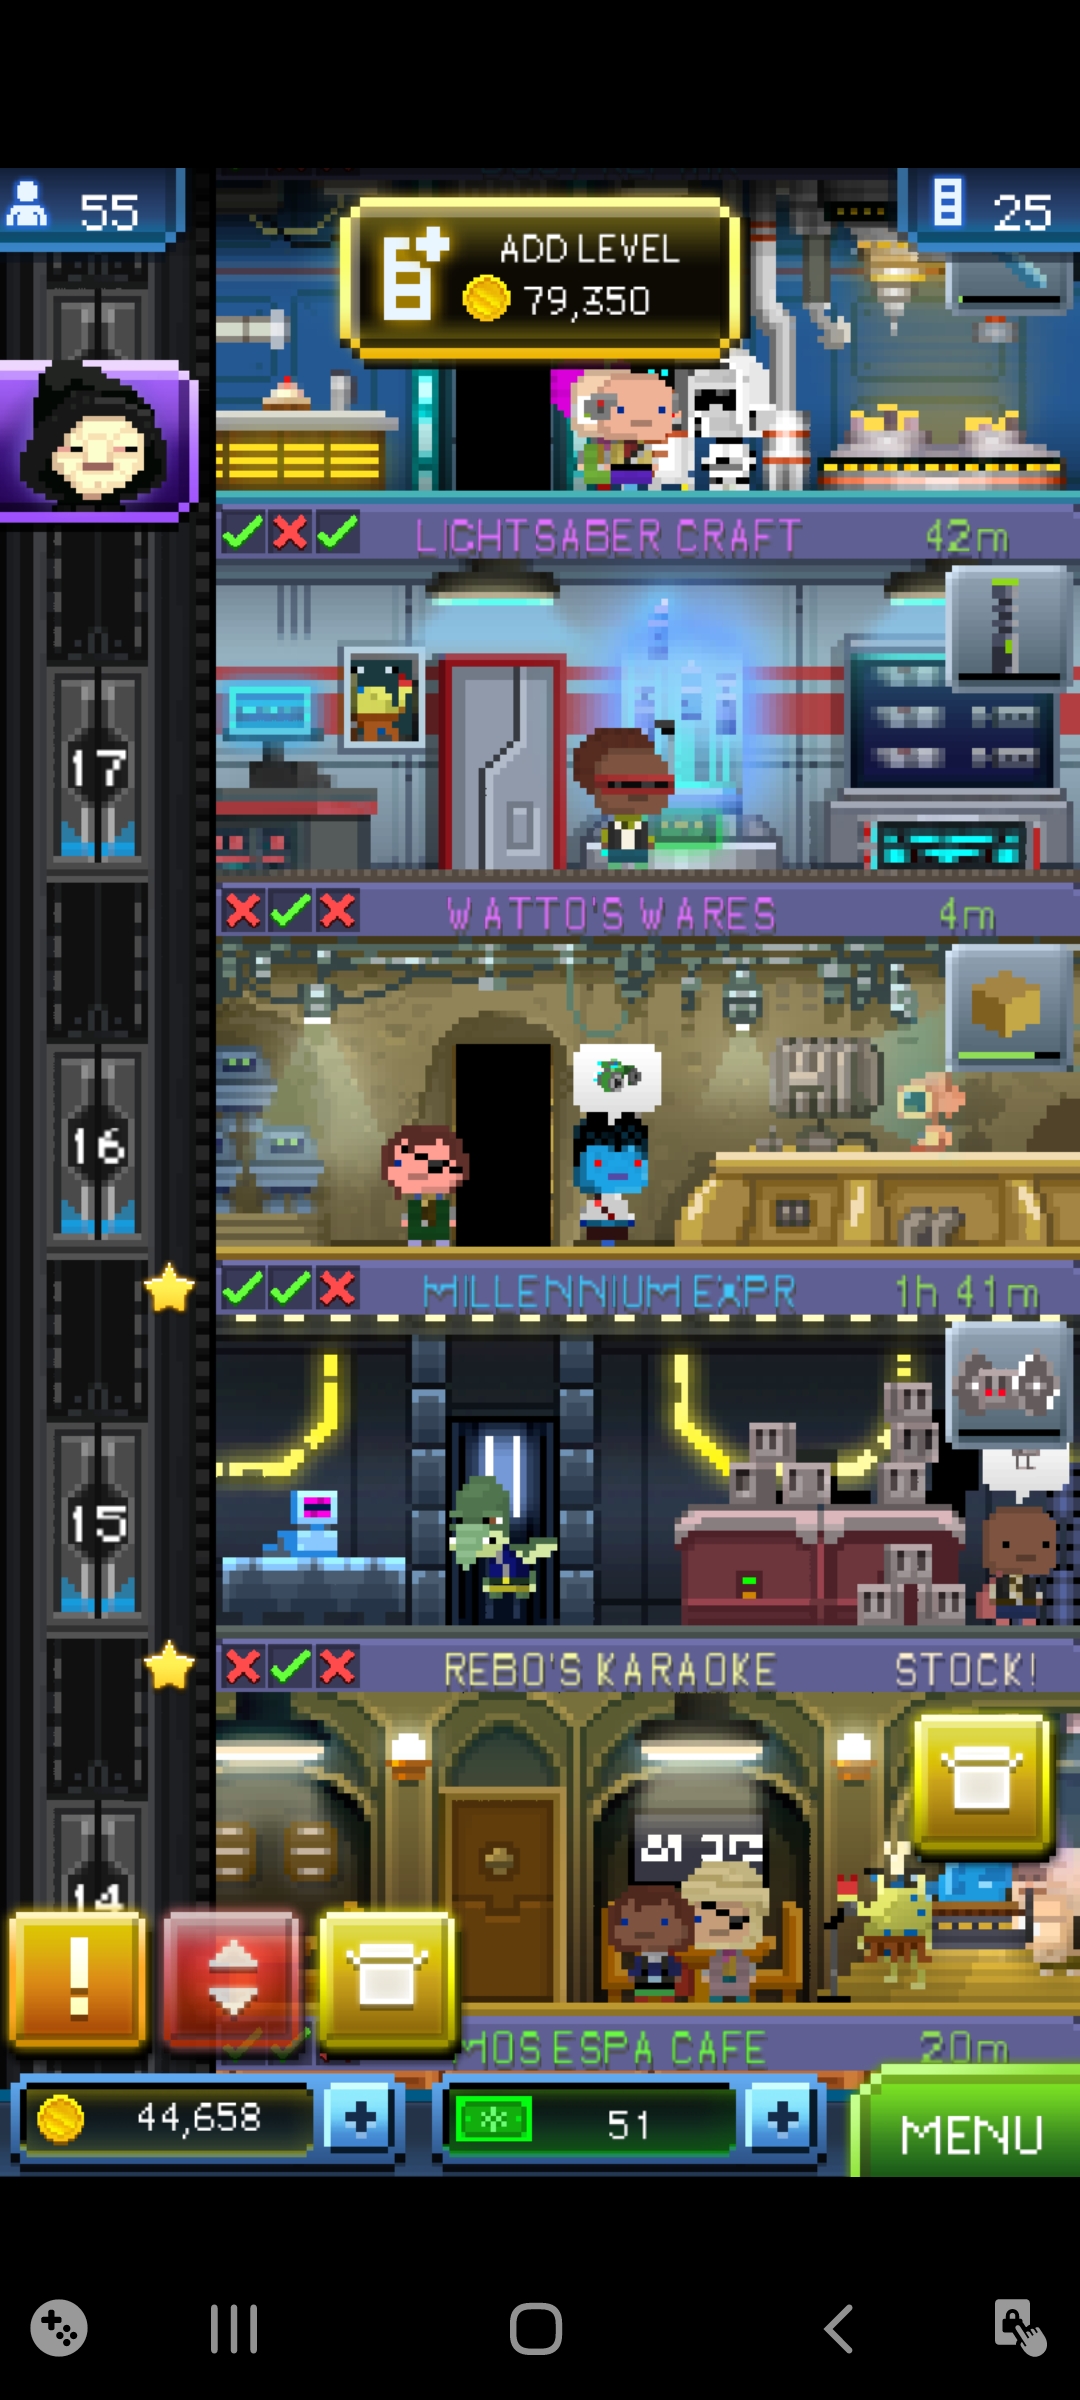 55
25
ADD LEVEL
79,350
LIGHTSABER CRAFT
42m
17
WATTO'S WARES
4m
16
MILLENNIUM EXPR
1h 41m
15
REBO'S KARAOKE
STOCK!
14
MOS ESPA CAFE
20m
44,658
51
MENU